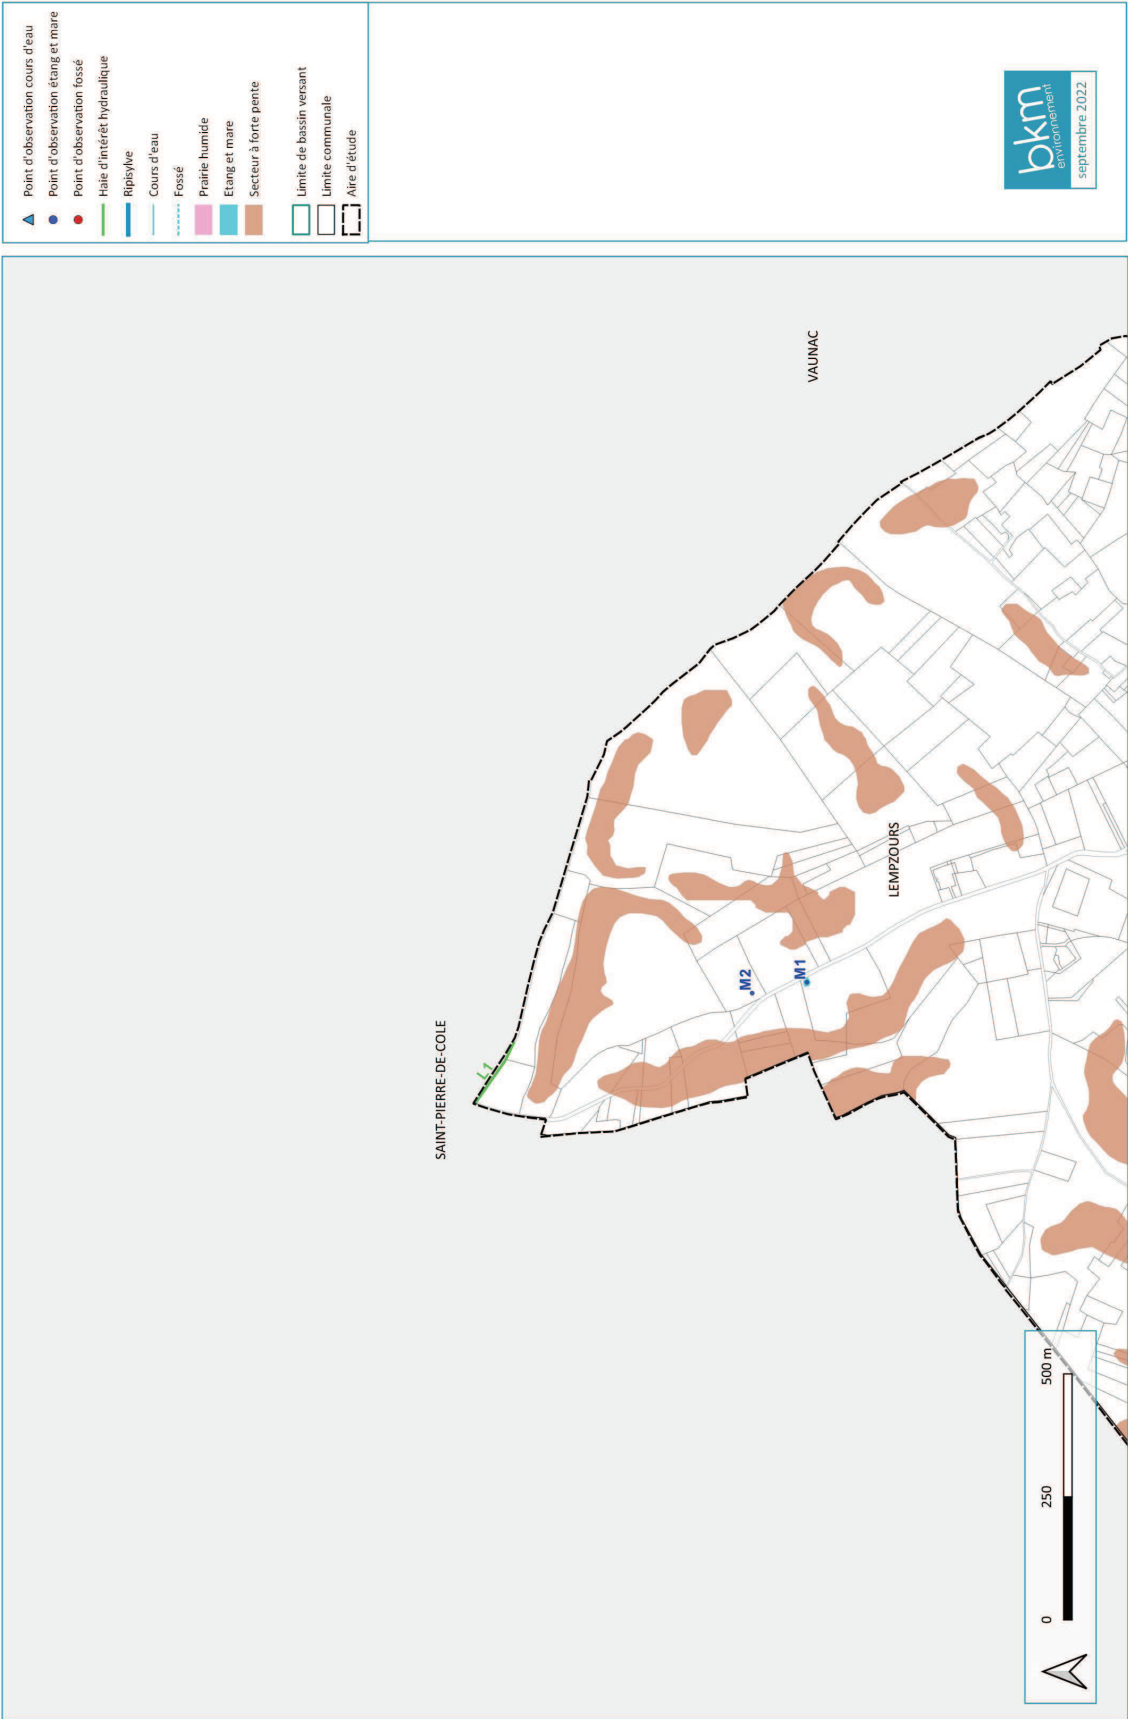 Point d'observation cours d'eau
Point d'observation étang et mare
Point d'observation fossé
Haie d'intérêt hydraulique
Ripisylve
Cours d'eau
Fossé
Prairie humide
Etang et mare
Secteur à forte pente
Limite de bassin versant
Limite communale
Aire d'étude
bkm
environnement
septembre 2022
SAINT-PIERRE-DE-COLE
L1
M2
M1
VAUNAC
LEMPZOURS
0 250 500 m